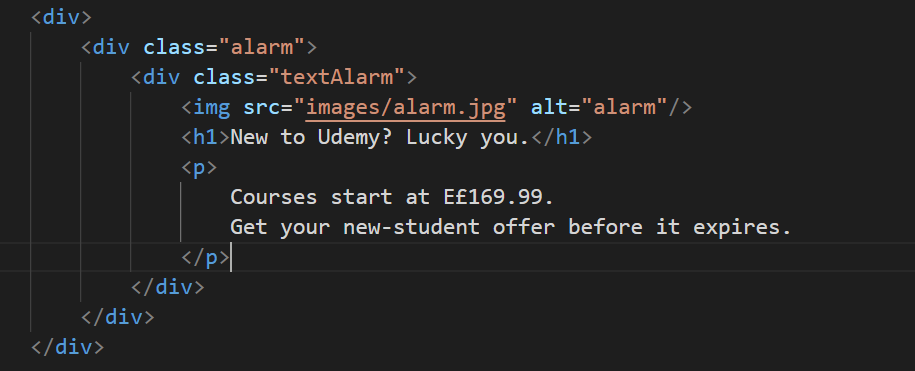 <div>
<div class="alarm">
<div class="textAlarm">
<img src="images/alarm.jpg" alt="alarm"/>
<h1>New to Udemy? Lucky you.</h1>
<p>
Courses start at E£169.99.
Get your new-student offer before it expires.
</p>
</div>
</div>
</div>